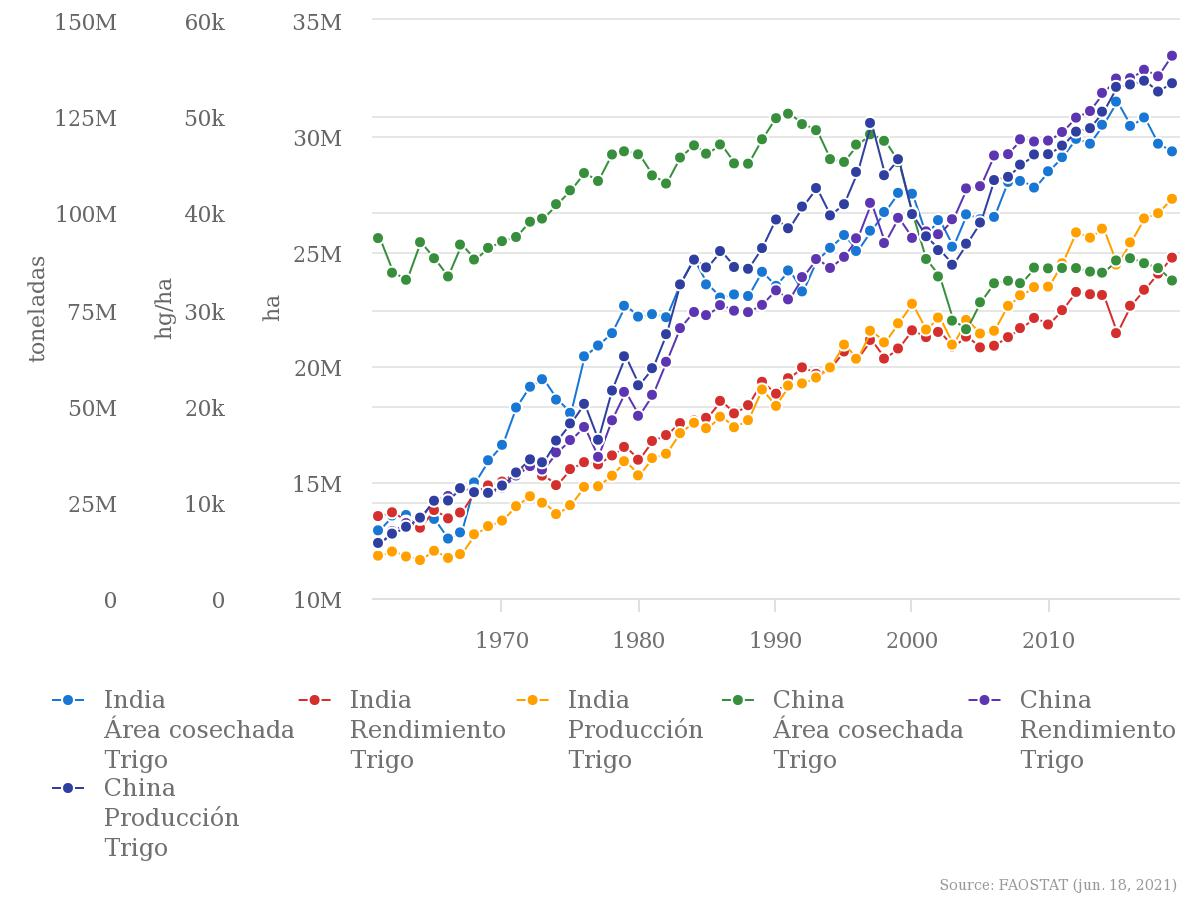 150M 60k 35M
125M 50k 30M
100M 40k 25M
75M 30k 20M
50M 20k 15M
25M 10k 10M
0 0
toneladas
hg/ha
ha
1970 1980 1990 2000 2010
India
Área cosechada
Trigo
India
Rendimiento
Trigo
India
Producción
Trigo
China
Área cosechada
Trigo
China
Rendimiento
Trigo
China
Producción
Trigo
Source: FAOSTAT (jun. 18, 2021)